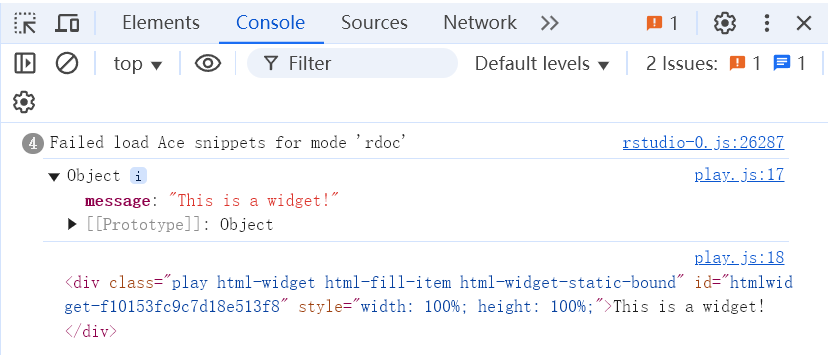 Elements Console Sources Network 1
top Filter Default levels 2 Issues: 1 1
4 Failed load Ace snippets for mode 'rdoc' rstudio-0.js:26287
Object i play.js:17
message: "This is a widget!"
[[Prototype]]: Object
play.js:18
<div class="play html-widget html-fill-item html-widget-static-bound" id="htmlwid
get-f10153fc9c7d18e513f8" style="width: 100%; height: 100%;">This is a widget!
</div>